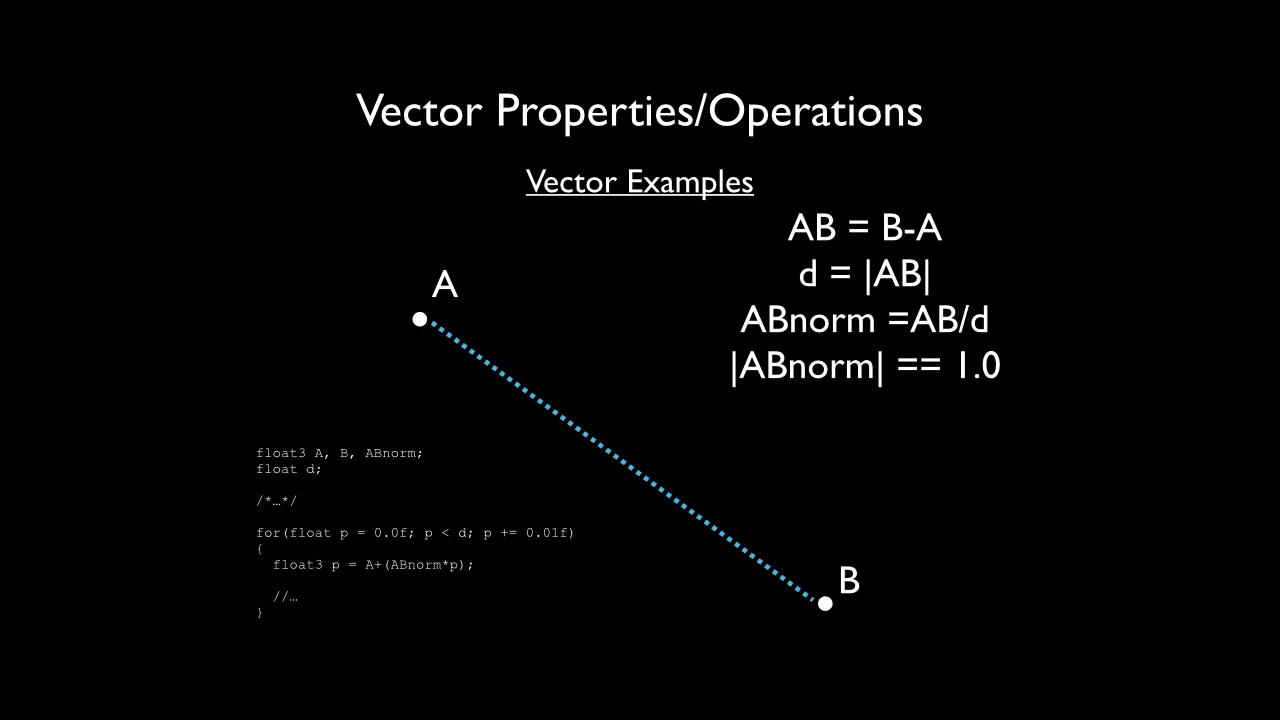 Vector Properties/Operations
Vector Examples
AB = B-A
d = |AB|
ABnorm =AB/d
|ABnorm| == 1.0
A
B
float3 A, B, ABnorm;
float d;
/*…*/
for(float p = 0.0f; p < d; p += 0.01f)
{
float3 p = A+(ABnorm*p);
//…
}